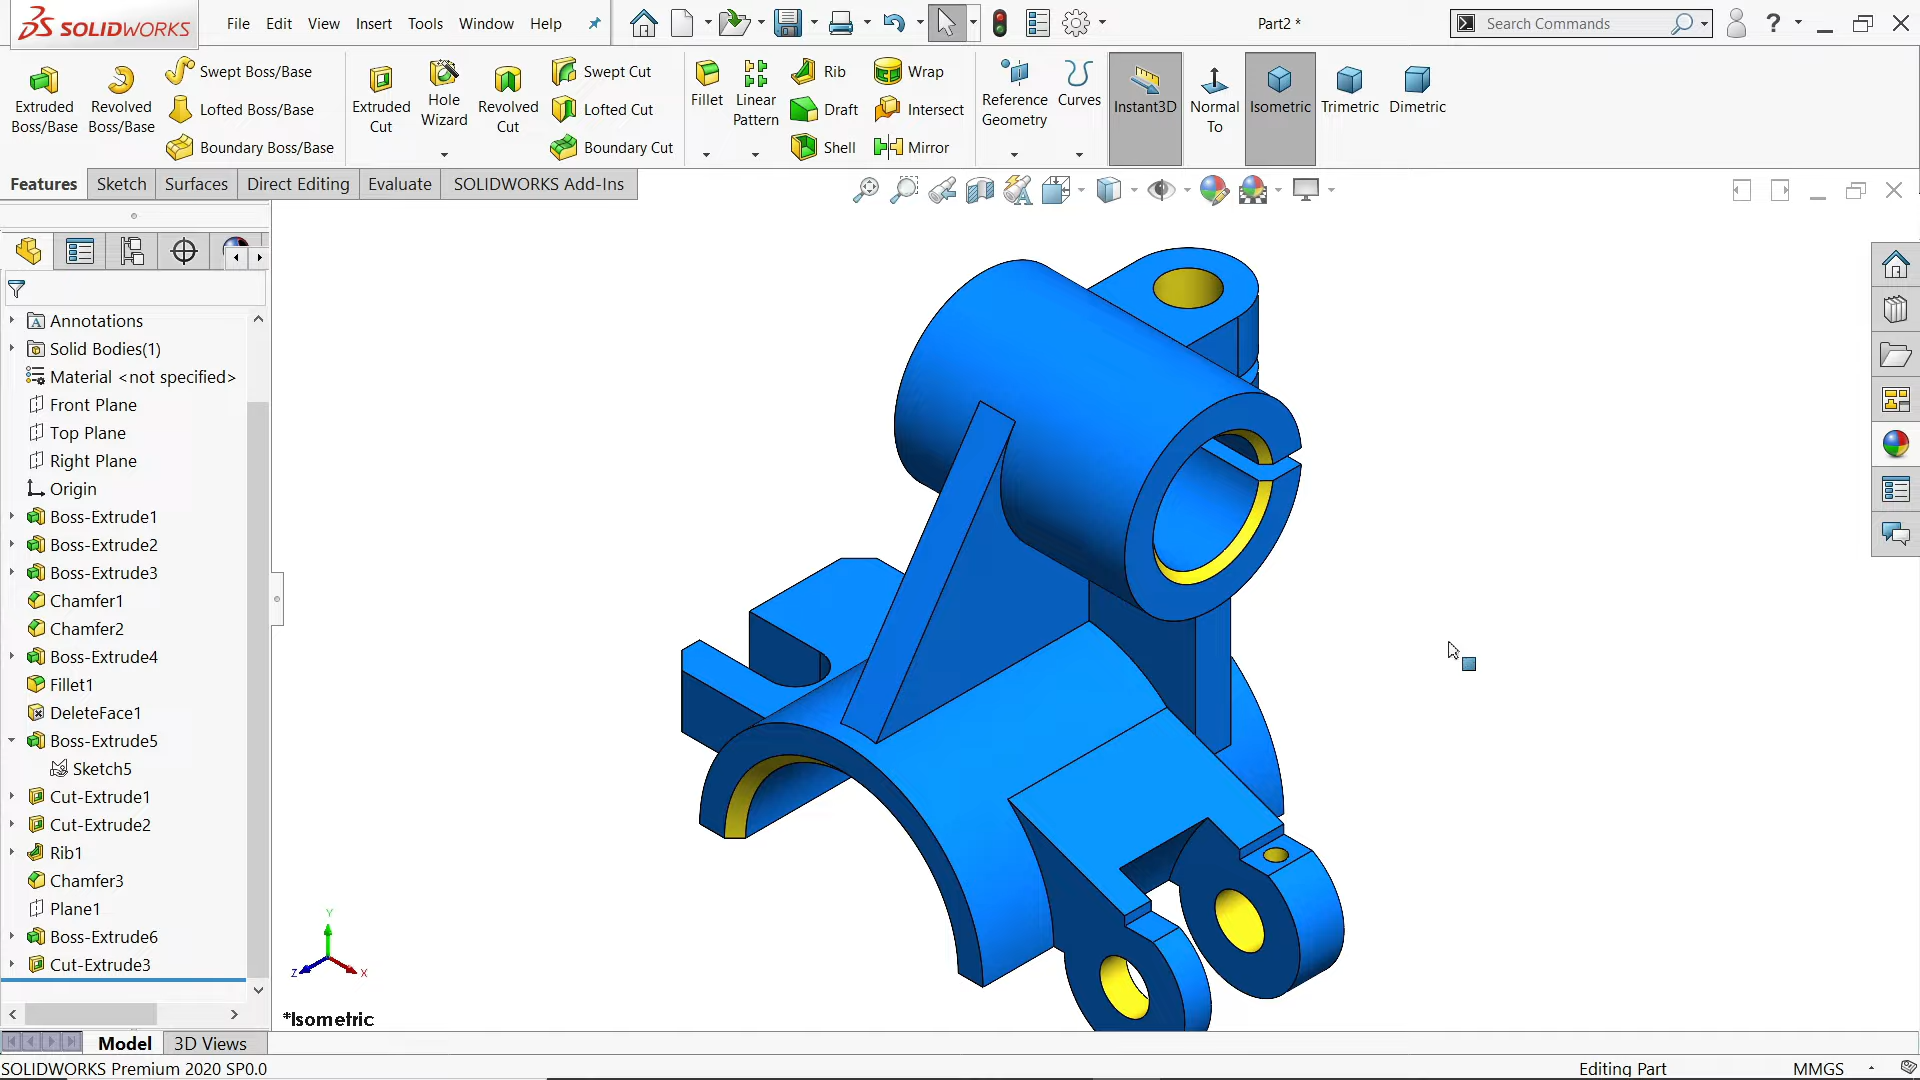 SOLIDWORKS
File Edit View Insert Tools Window Help
Part2 *
Search Commands
?
Extruded Boss/Base
Revolved Boss/Base
Swept Boss/Base
Lofted Boss/Base
Boundary Boss/Base
Extruded Cut
Hole Wizard
Revolved Cut
Swept Cut
Lofted Cut
Boundary Cut
Fillet
Linear Pattern
Rib
Draft
Shell
Wrap
Intersect
Mirror
Reference Geometry
Curves
Instant3D
Normal To
Isometric
Trimetric
Dimetric
Features Sketch Surfaces Direct Editing Evaluate SOLIDWORKS Add-Ins
Annotations
Solid Bodies(1)
Material <not specified>
Front Plane
Top Plane
Right Plane
Origin
Boss-Extrude1
Boss-Extrude2
Boss-Extrude3
Chamfer1
Chamfer2
Boss-Extrude4
Fillet1
DeleteFace1
Boss-Extrude5
Sketch5
Cut-Extrude1
Cut-Extrude2
Rib1
Chamfer3
Plane1
Boss-Extrude6
Cut-Extrude3
Y
Z
X
*Isometric
Model 3D Views
SOLIDWORKS Premium 2020 SP0.0
Editing Part
MMGS